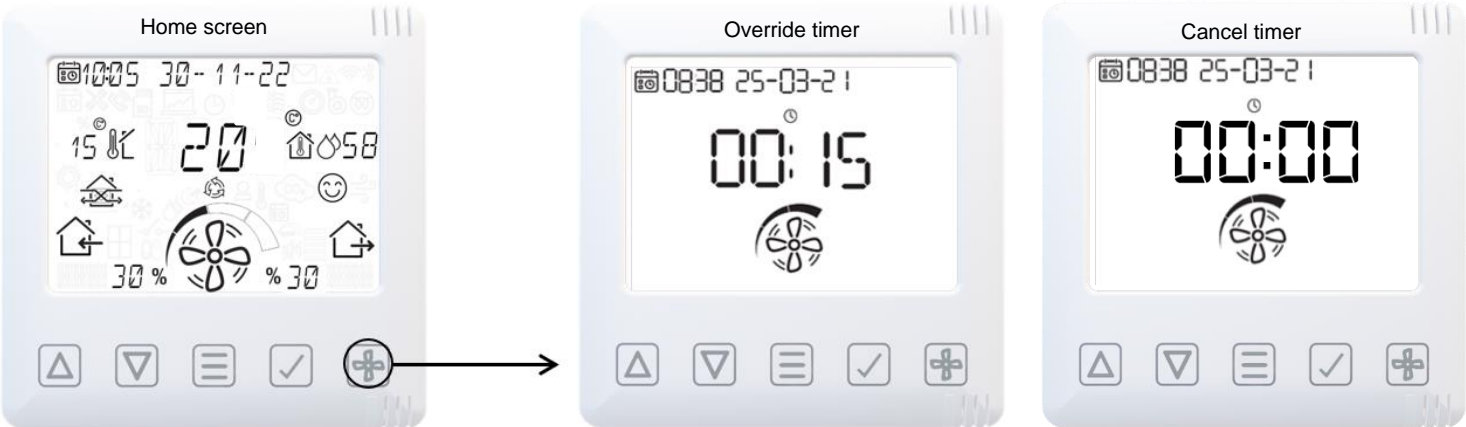 Home screen
10:05 30-11-22
15 20 58
30 % % 30
Override timer
0838 25-03-21
00:15
Cancel timer
0838 25-03-21
00:00